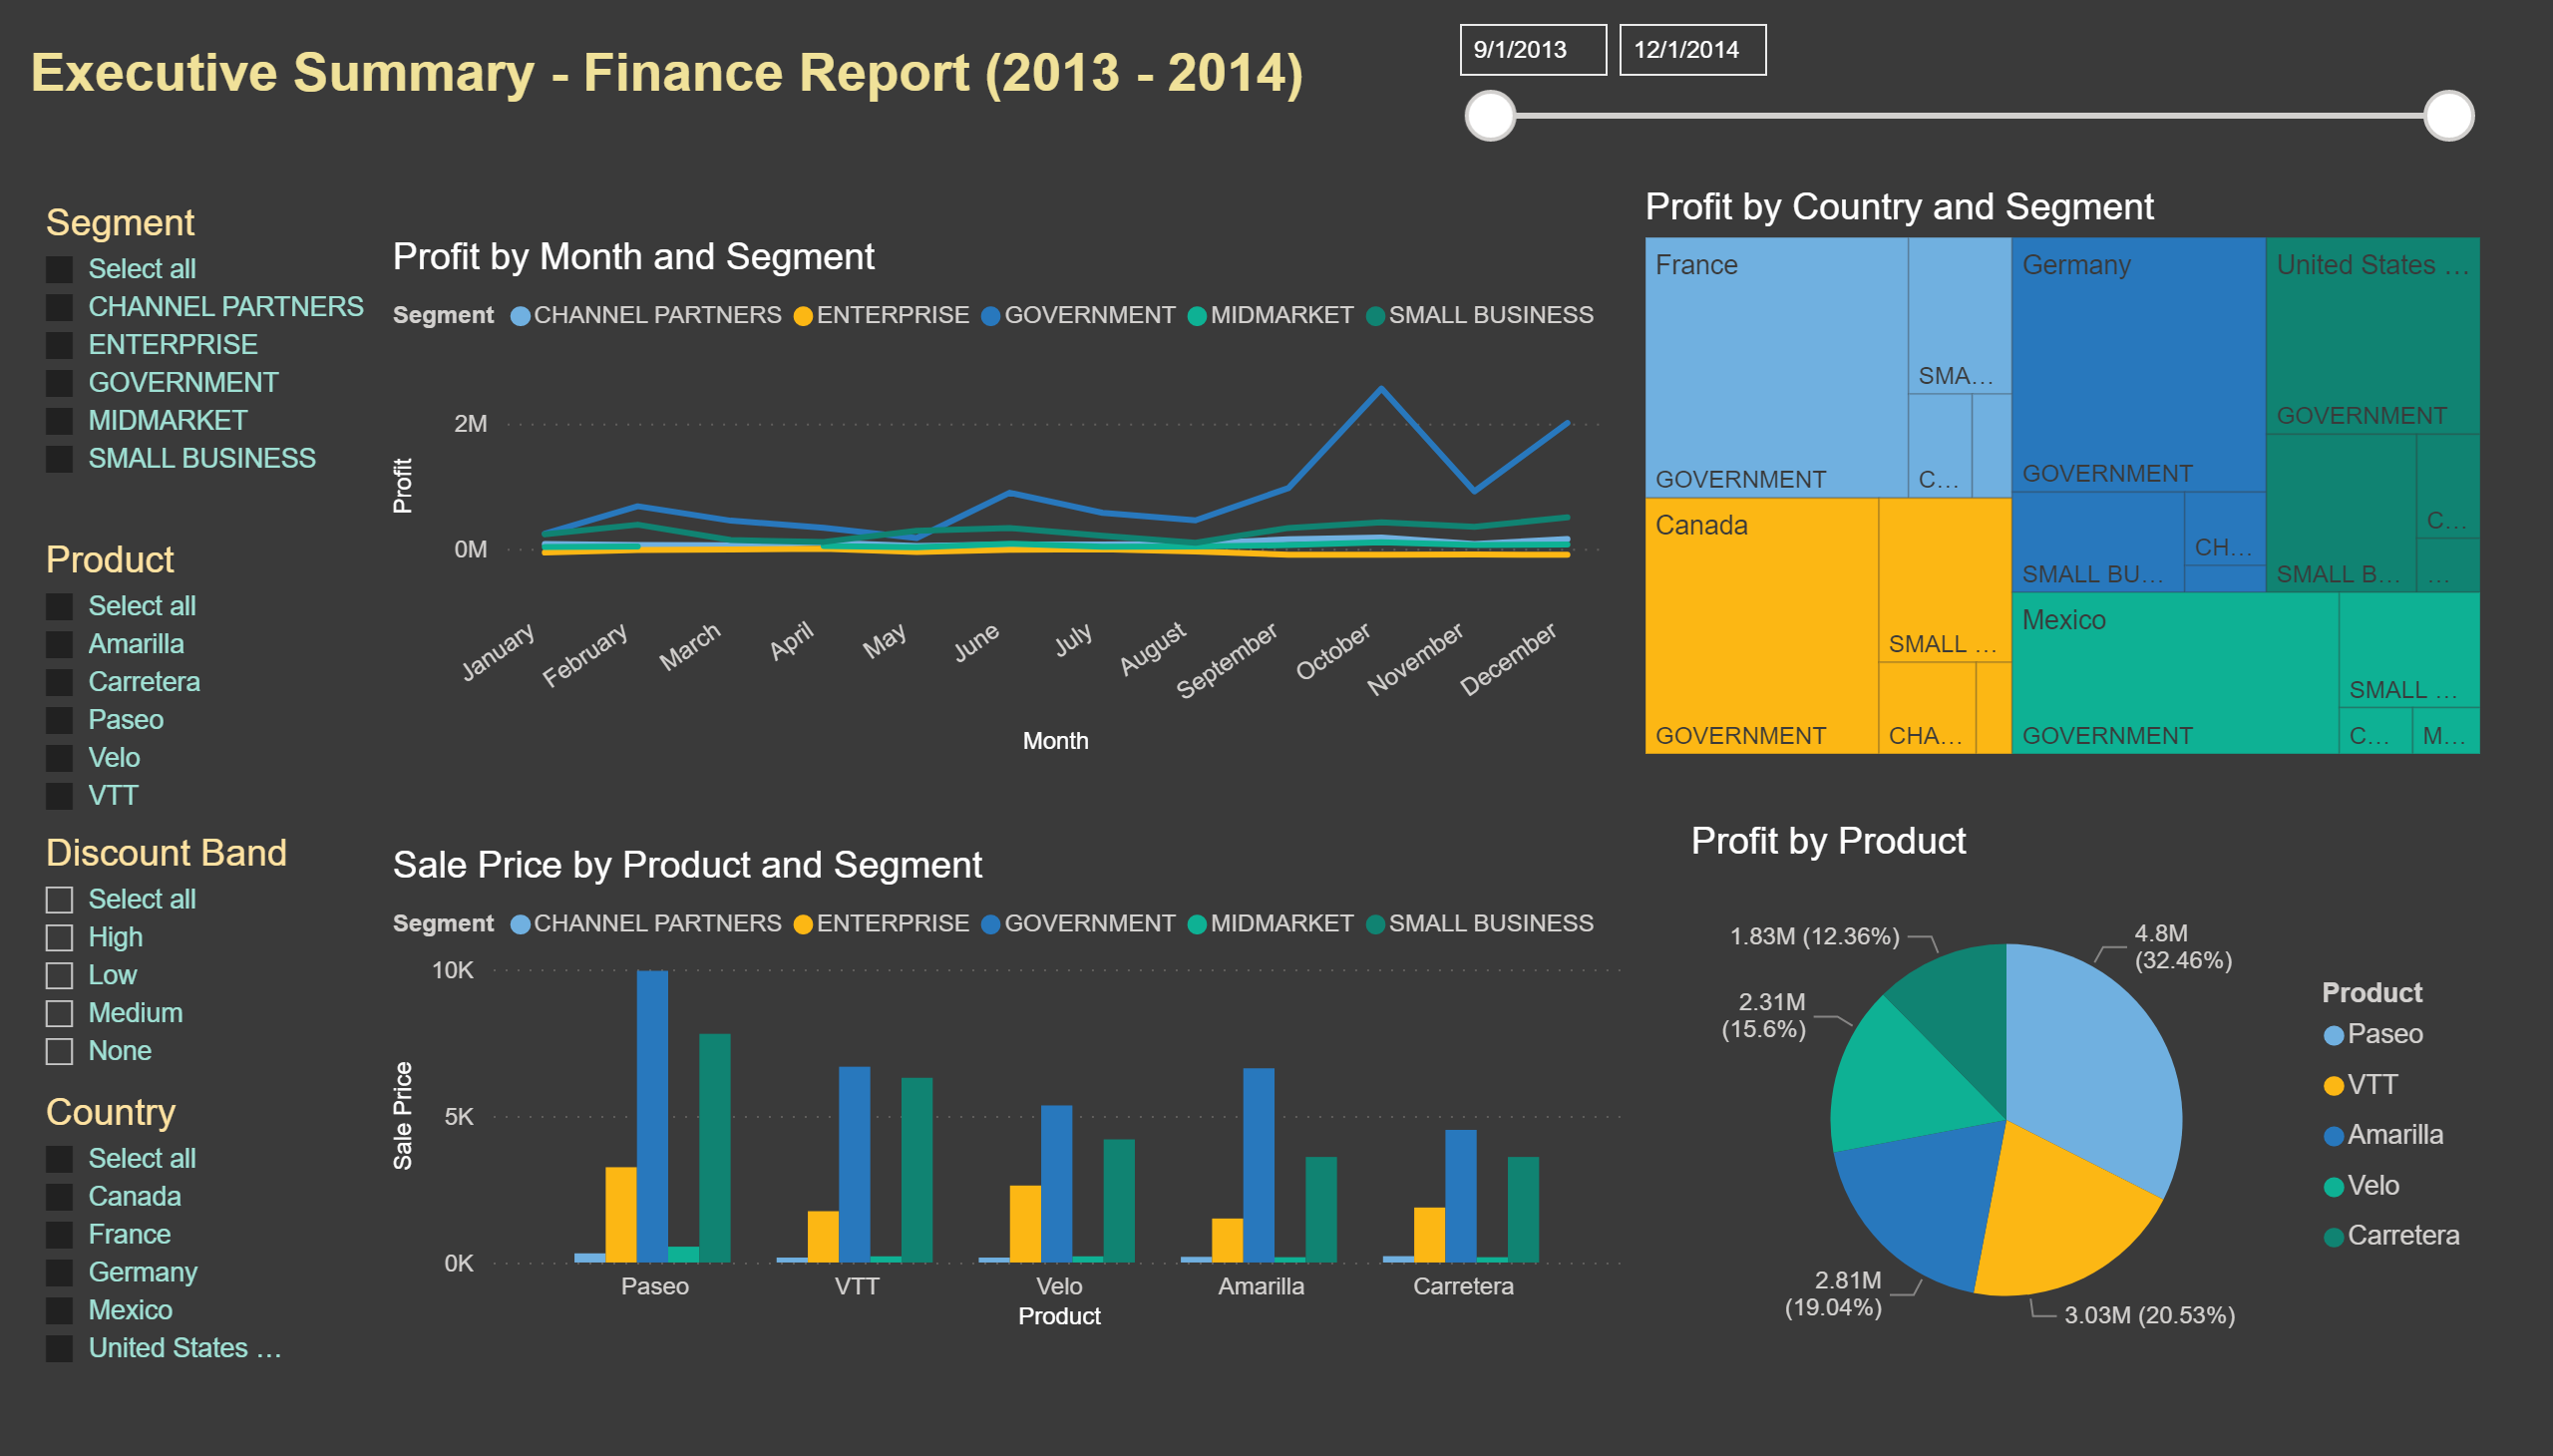 Executive Summary - Finance Report (2013 - 2014)
9/1/2013
12/1/2014
Segment
Select all
CHANNEL PARTNERS
ENTERPRISE
GOVERNMENT
MIDMARKET
SMALL BUSINESS
Product
Select all
Amarilla
Carretera
Paseo
Velo
VTT
Discount Band
Select all
High
Low
Medium
None
Country
Select all
Canada
France
Germany
Mexico
United States …
Profit by Month and Segment
Segment CHANNEL PARTNERS ENTERPRISE GOVERNMENT MIDMARKET SMALL BUSINESS
Profit
2M
0M
January
February
March
April
May
June
July
August
September
October
November
December
Month
Profit by Country and Segment
France
SMA…
GOVERNMENT
C…
Germany
GOVERNMENT
SMALL BU…
CH…
United States …
GOVERNMENT
SMALL B…
C…
…
Canada
GOVERNMENT
SMALL …
CHA…
Mexico
GOVERNMENT
SMALL …
C…
M…
Sale Price by Product and Segment
Segment CHANNEL PARTNERS ENTERPRISE GOVERNMENT MIDMARKET SMALL BUSINESS
Sale Price
10K
5K
0K
Paseo
VTT
Velo
Amarilla
Carretera
Product
Profit by Product
4.8M
(32.46%)
3.03M (20.53%)
2.81M
(19.04%)
2.31M
(15.6%)
1.83M (12.36%)
Product
Paseo
VTT
Amarilla
Velo
Carretera